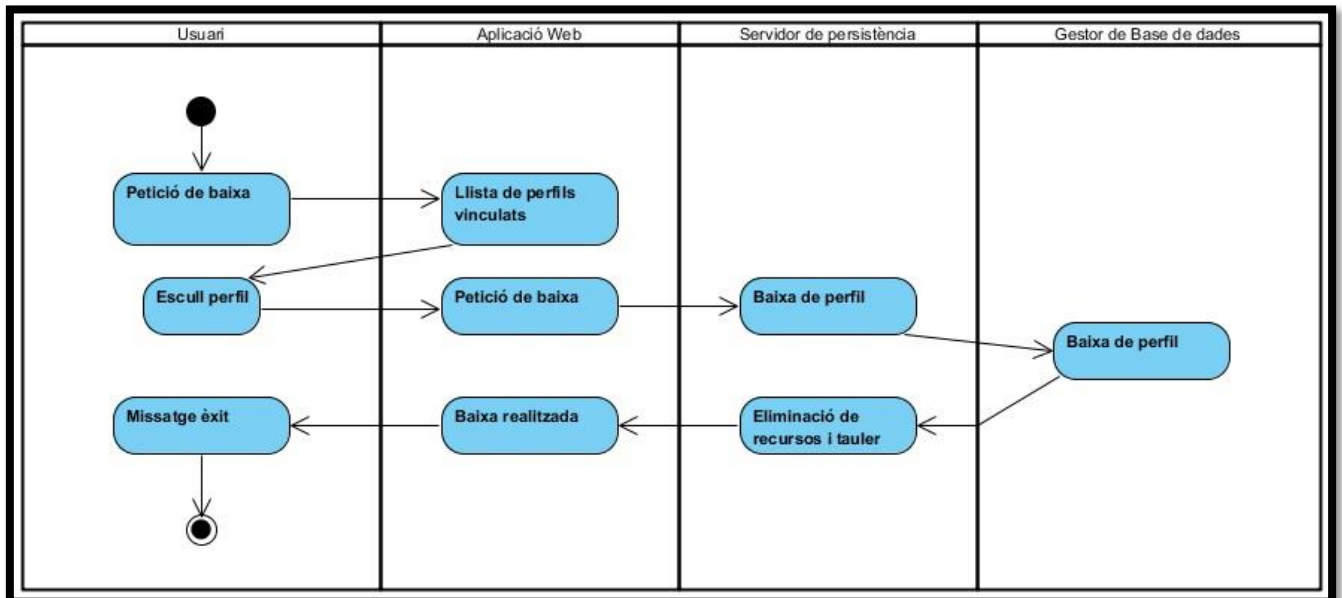 Usuari
Aplicació Web
Servidor de persistència
Gestor de Base de dades
Petició de baixa
Llista de perfils
vinculats
Escull perfil
Petició de baixa
Baixa de perfil
Baixa de perfil
Missatge èxit
Baixa realitzada
Eliminació de
recursos i tauler